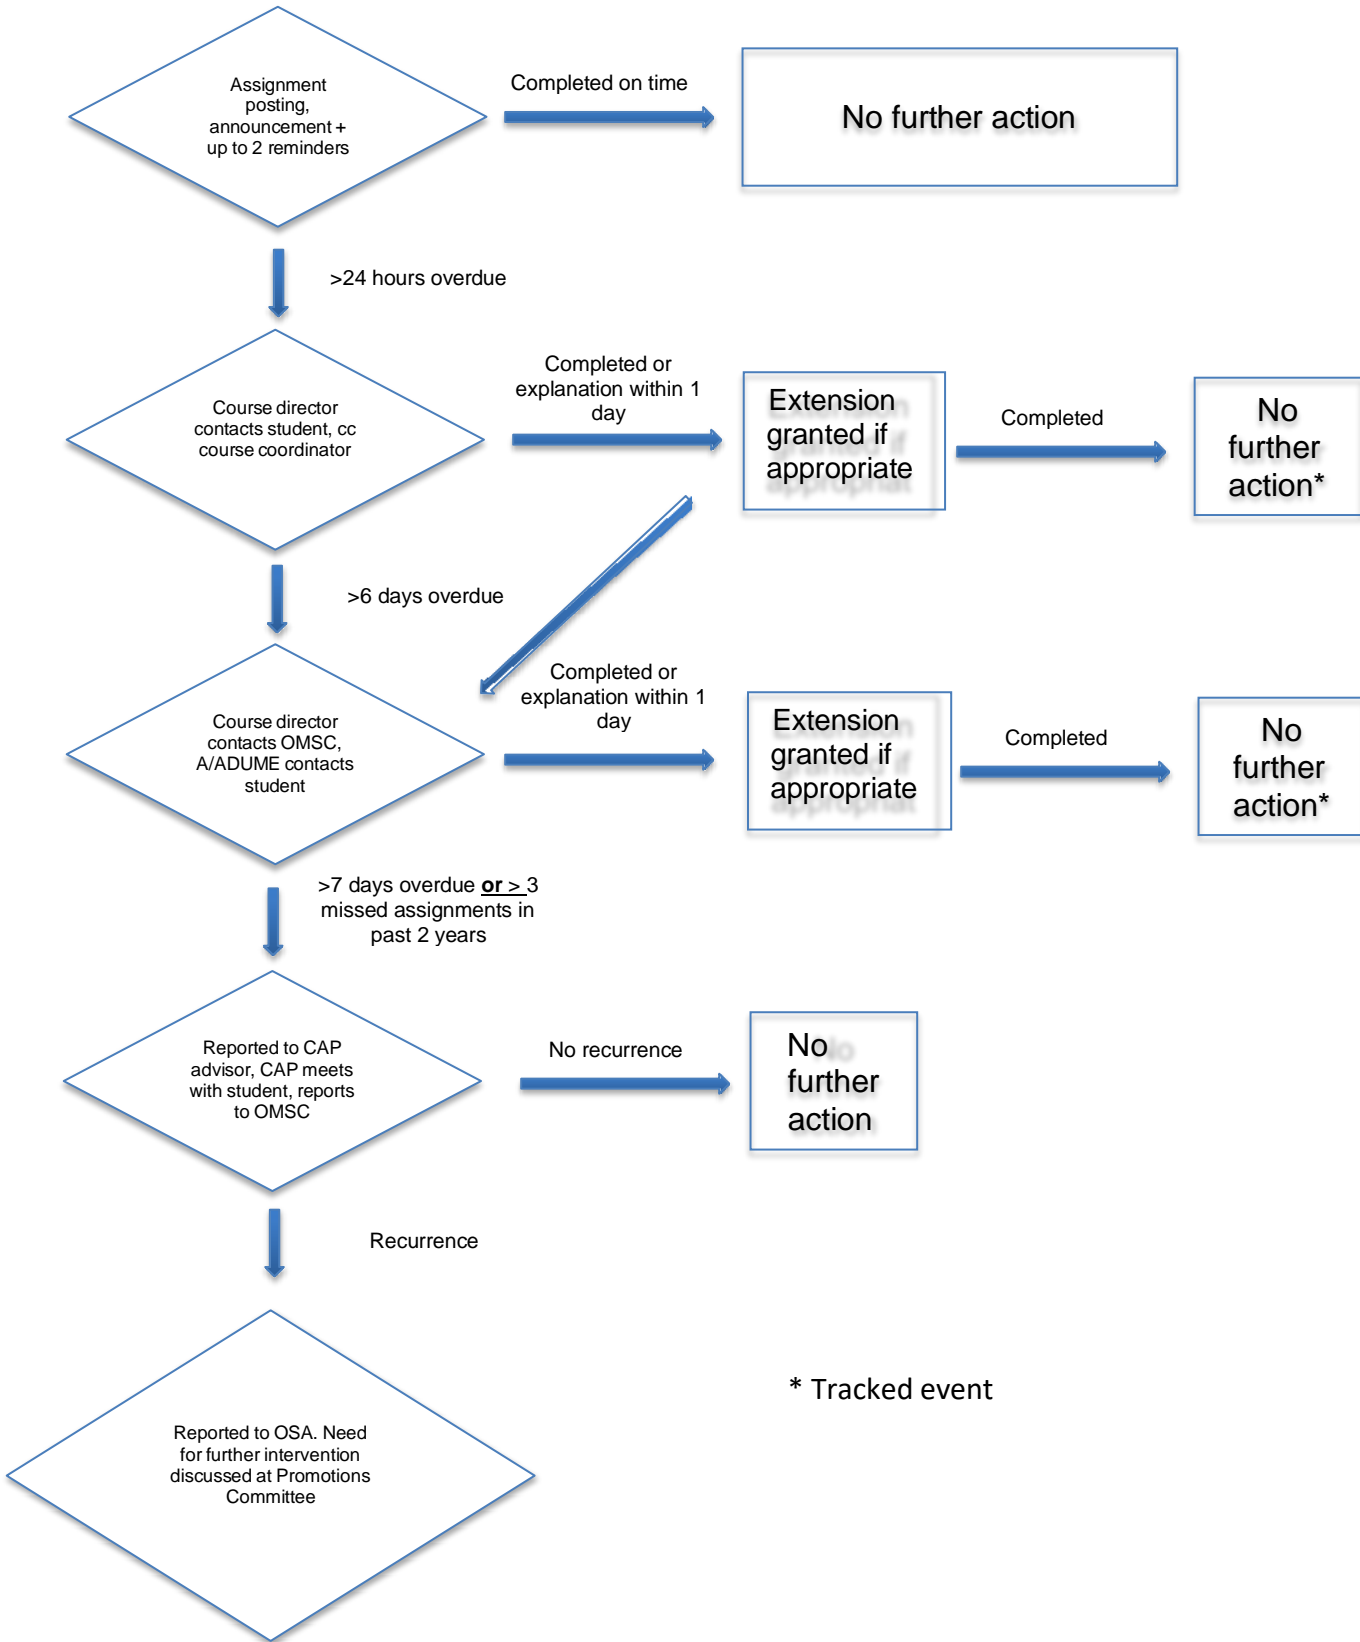 Assignment
posting,
announcement +
up to 2 reminders
Completed on time
No further action
>24 hours overdue
Course director
contacts student, cc
course coordinator
Completed or
explanation within 1
day
Extension
granted if
appropriate
Completed
No
further
action*
>6 days overdue
Course director
contacts OMSC,
A/ADUME contacts
student
Completed or
explanation within 1
day
Extension
granted if
appropriate
Completed
No
further
action*
>7 days overdue or > 3
missed assignments in
past 2 years
Reported to CAP
advisor, CAP meets
with student, reports
to OMSC
No recurrence
No
further
action
Recurrence
Reported to OSA. Need
for further intervention
discussed at Promotions
Committee
* Tracked event